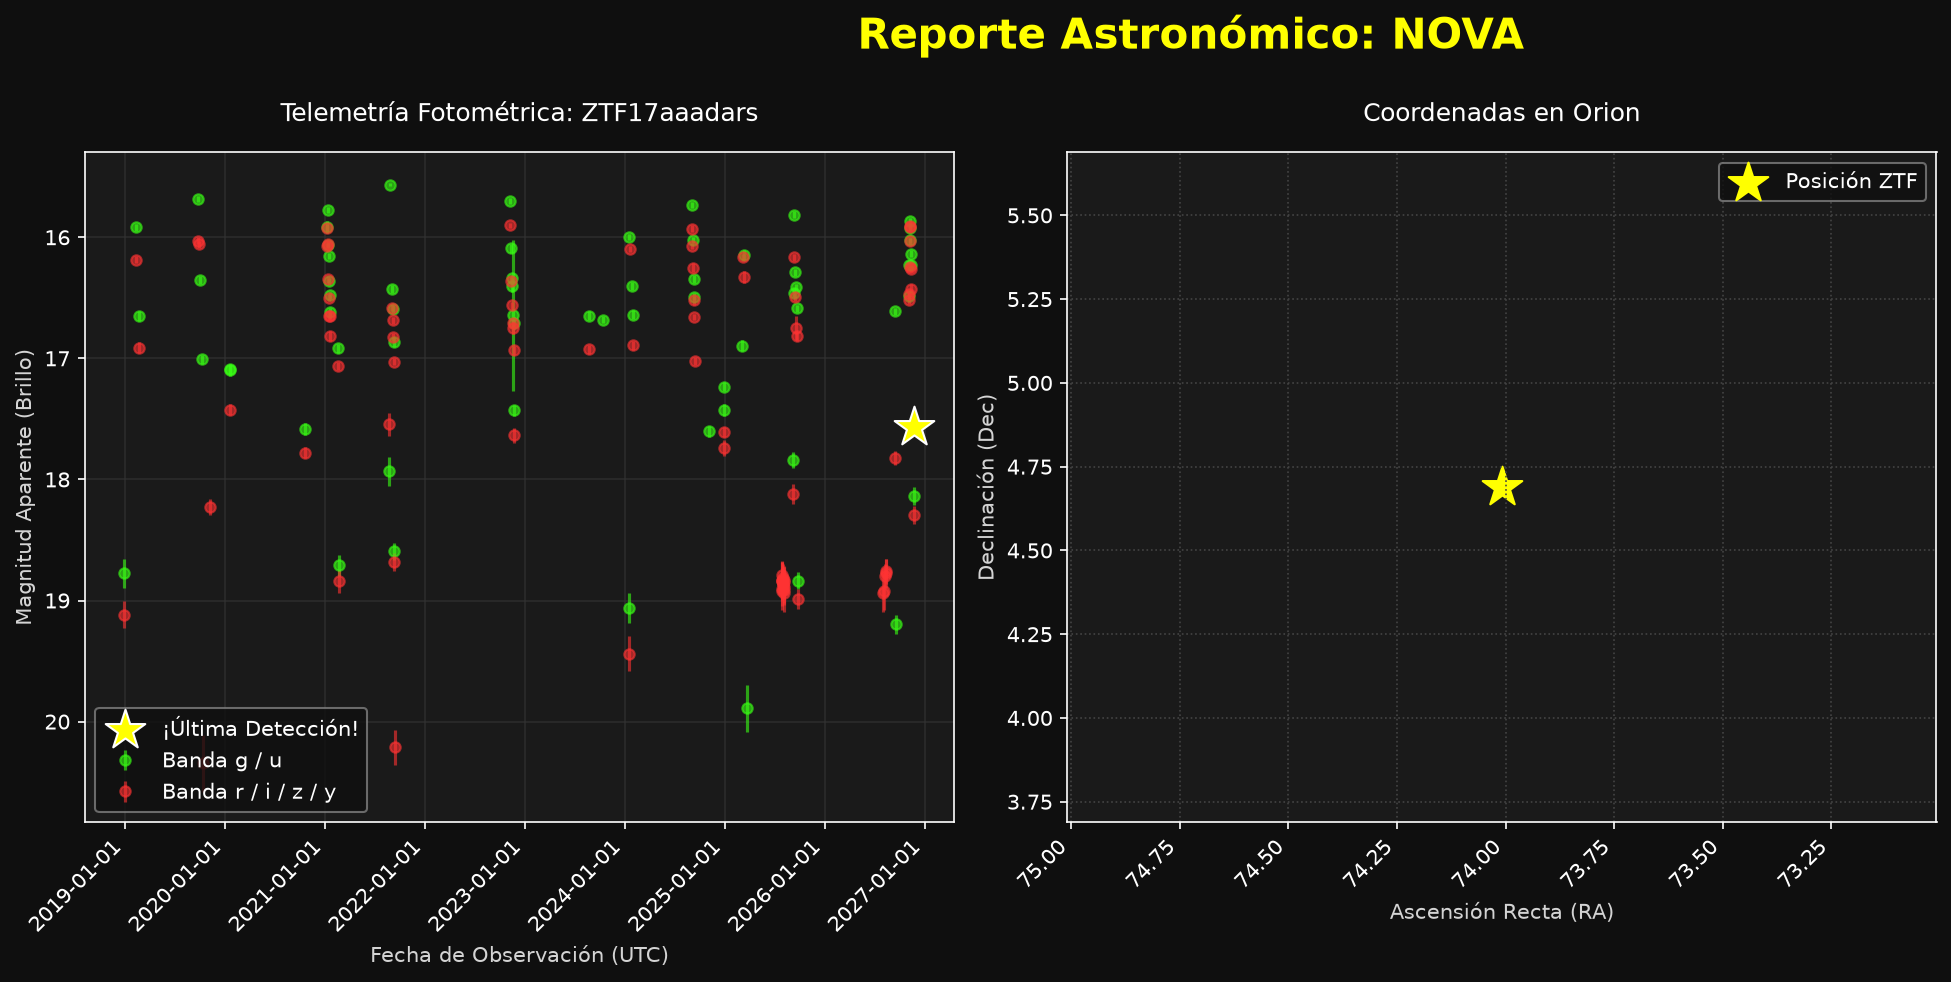 Reporte Astronómico: NOVA
Telemetría Fotométrica: ZTF17aaadars
Magnitud Aparente (Brillo)
16
17
18
19
20
¡Última Detección!
Banda g / u
Banda r / i / z / y
2019-01-01
2020-01-01
2021-01-01
2022-01-01
2023-01-01
2024-01-01
2025-01-01
2026-01-01
2027-01-01
Fecha de Observación (UTC)
Coordenadas en Orion
Posición ZTF
Declinación (Dec)
5.50
5.25
5.00
4.75
4.50
4.25
4.00
3.75
75.00
74.75
74.50
74.25
74.00
73.75
73.50
73.25
Ascensión Recta (RA)